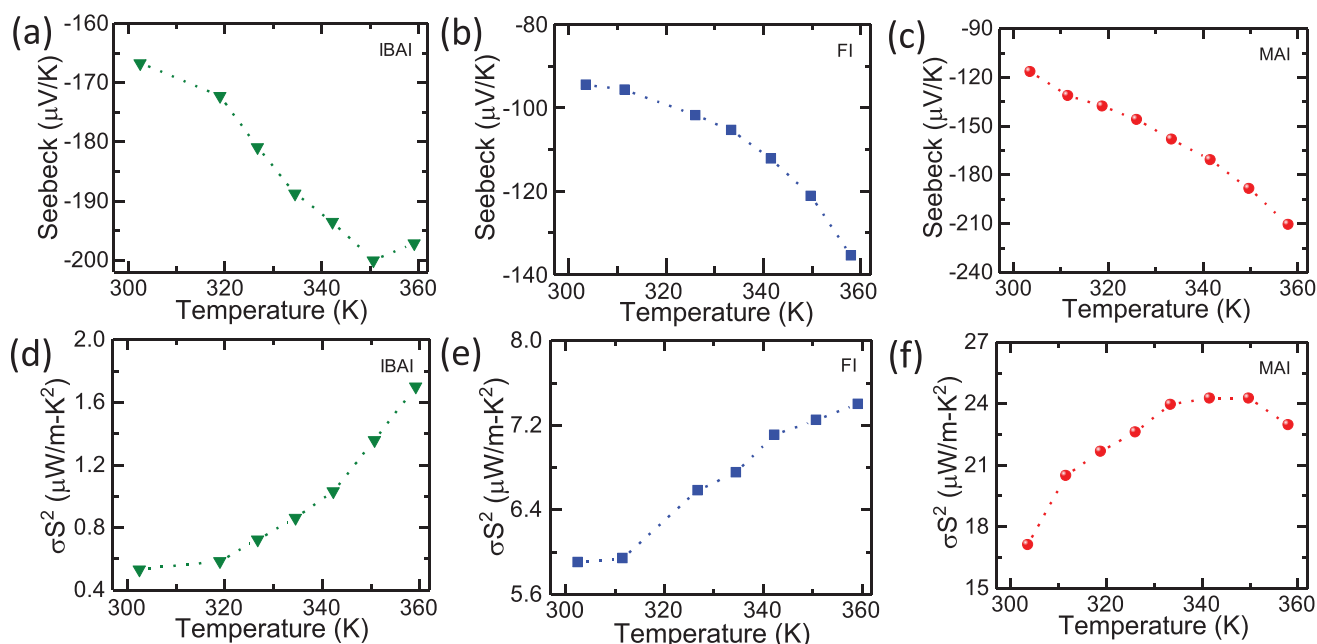 (a)
IBAI
-160
-170
-180
-190
-200
Seebeck (μV/K)
300 320 340 360
Temperature (K)
(b)
FI
-80
-100
-120
-140
Seebeck (μV/K)
300 320 340 360
Temperature (K)
(c)
MAI
-90
-120
-150
-180
-210
-240
Seebeck (μV/K)
300 320 340 360
Temperature (K)
(d)
IBAI
2.0
1.6
1.2
0.8
0.4
σS² (μW/m-K²)
300 320 340 360
Temperature (K)
(e)
FI
8.0
7.2
6.4
5.6
σS² (μW/m-K²)
300 320 340 360
Temperature (K)
(f)
MAI
27
24
21
18
15
σS² (μW/m-K²)
300 320 340 360
Temperature (K)